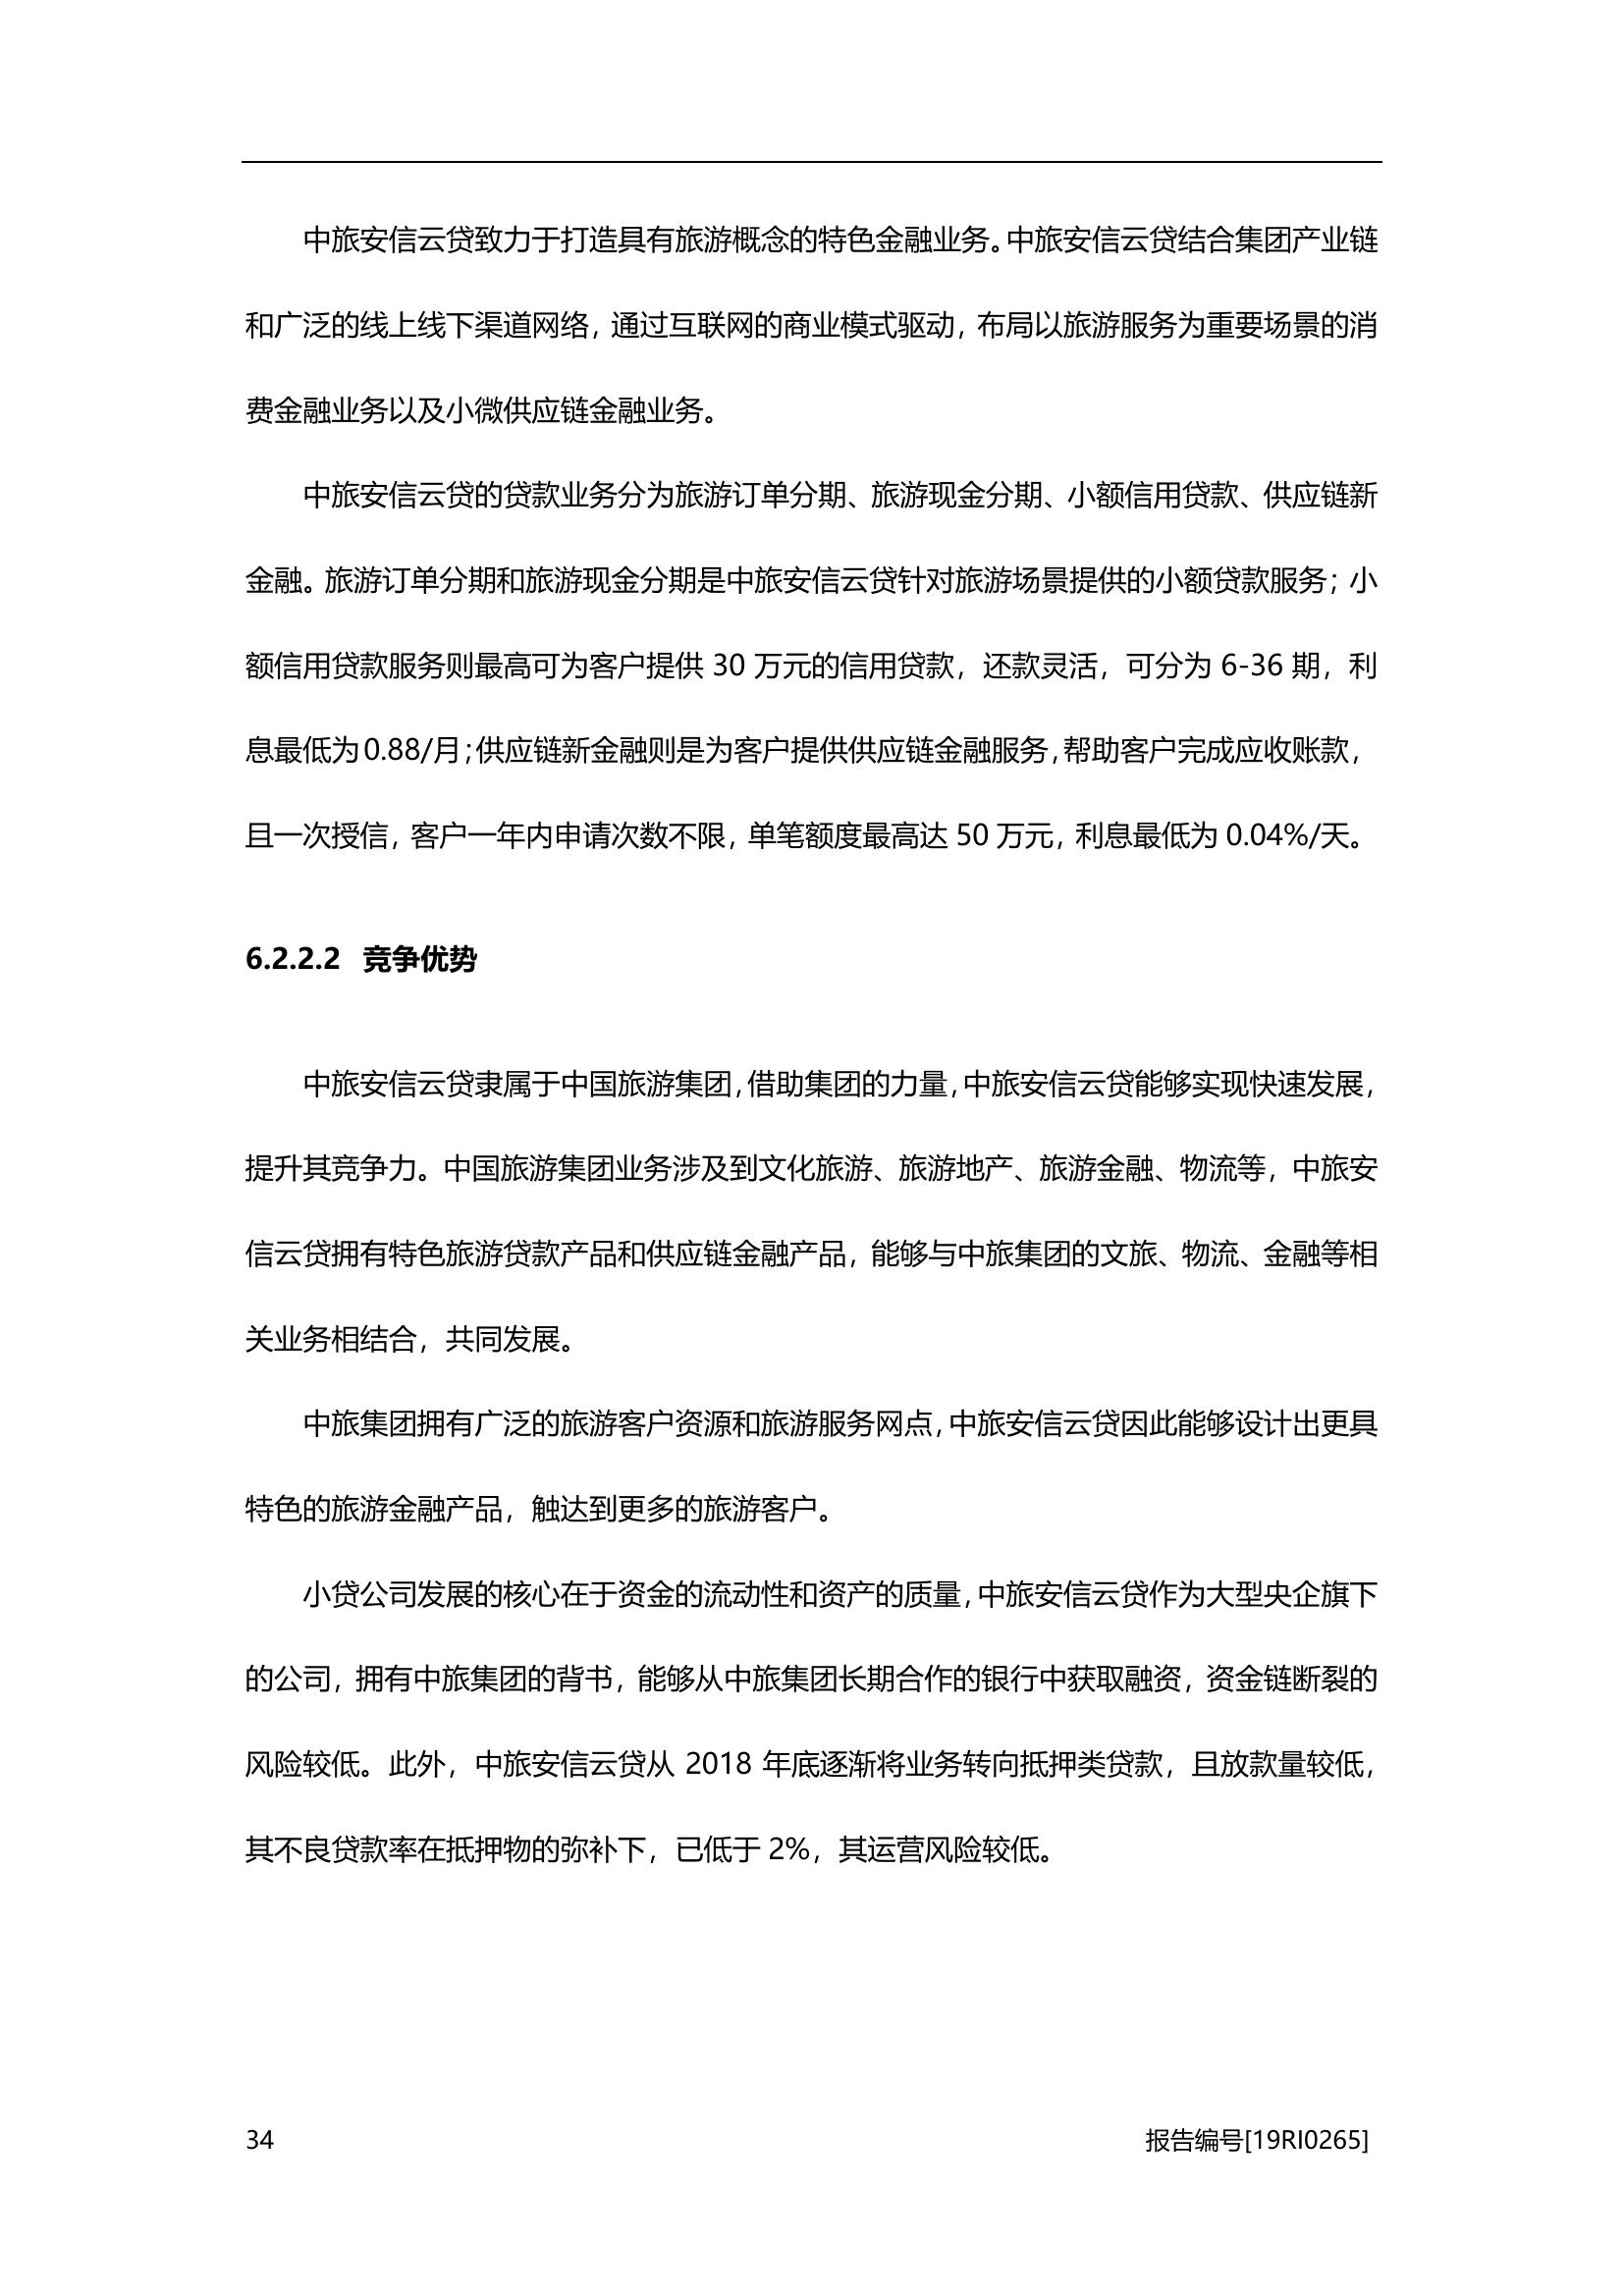 中旅安信云贷致力于打造具有旅游概念的特色金融业务。中旅安信云贷结合集团产业链
和广泛的线上线下渠道网络，通过互联网的商业模式驱动，布局以旅游服务为重要场景的消
费金融业务以及小微供应链金融业务。
中旅安信云贷的贷款业务分为旅游订单分期、旅游现金分期、小额信用贷款、供应链新
金融。旅游订单分期和旅游现金分期是中旅安信云贷针对旅游场景提供的小额贷款服务；小
额信用贷款服务则最高可为客户提供 30 万元的信用贷款，还款灵活，可分为 6-36 期，利
息最低为 0.88/月；供应链新金融则是为客户提供供应链金融服务，帮助客户完成应收账款，
且一次授信，客户一年内申请次数不限，单笔额度最高达 50 万元，利息最低为 0.04%/天。
6.2.2.2 竞争优势
中旅安信云贷隶属于中国旅游集团，借助集团的力量，中旅安信云贷能够实现快速发展，
提升其竞争力。中国旅游集团业务涉及到文化旅游、旅游地产、旅游金融、物流等，中旅安
信云贷拥有特色旅游贷款产品和供应链金融产品，能够与中旅集团的文旅、物流、金融等相
关业务相结合，共同发展。
中旅集团拥有广泛的旅游客户资源和旅游服务网点，中旅安信云贷因此能够设计出更具
特色的旅游金融产品，触达到更多的旅游客户。
小贷公司发展的核心在于资金的流动性和资产的质量，中旅安信云贷作为大型央企旗下
的公司，拥有中旅集团的背书，能够从中旅集团长期合作的银行中获取融资，资金链断裂的
风险较低。此外，中旅安信云贷从 2018 年底逐渐将业务转向抵押类贷款，且放款量较低，
其不良贷款率在抵押物的弥补下，已低于 2%，其运营风险较低。
34 报告编号[19RI0265]